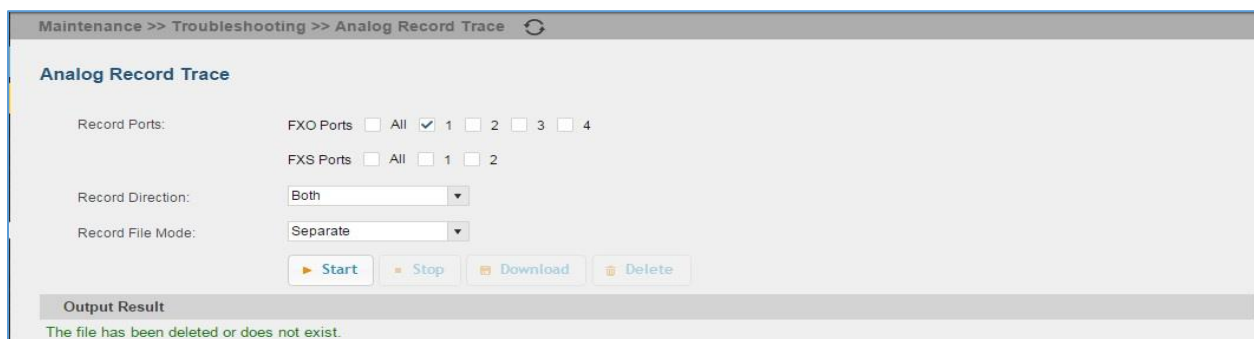 Maintenance >> Troubleshooting >> Analog Record Trace
Analog Record Trace
Record Ports: FXO Ports All 1 2 3 4
FXS Ports All 1 2
Record Direction: Both
Record File Mode: Separate
Start Stop Download Delete
Output Result
The file has been deleted or does not exist.